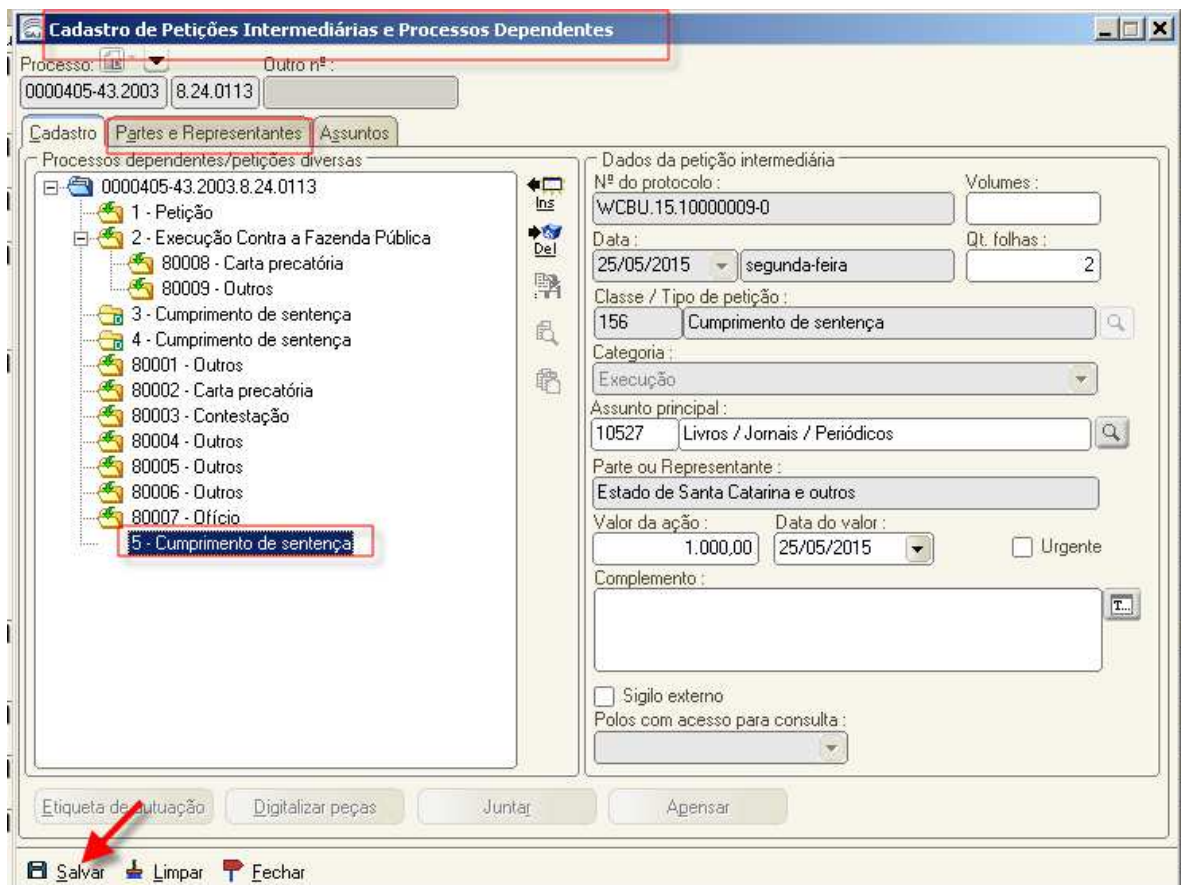 Cadastro de Petições Intermediárias e Processos Dependentes
Processo: Outro nº :
0000405-43.2003 8.24.0113
Cadastro Partes e Representantes Assuntos
Processos dependentes/petições diversas
0000405-43.2003.8.24.0113
1 - Petição
2 - Execução Contra a Fazenda Pública
80008 - Carta precatória
80009 - Outros
3 - Cumprimento de sentença
4 - Cumprimento de sentença
80001 - Outros
80002 - Carta precatória
80003 - Contestação
80004 - Outros
80005 - Outros
80006 - Outros
80007 - Ofício
5 - Cumprimento de sentença
Ins
Del
Dados da petição intermediária
Nº do protocolo : Volumes :
WCBU.15.10000009-0
Data : Qt. folhas :
25/05/2015 segunda-feira 2
Classe / Tipo de petição :
156 Cumprimento de sentença
Categoria :
Execução
Assunto principal :
10527 Livros / Jornais / Periódicos
Parte ou Representante :
Estado de Santa Catarina e outros
Valor da ação : Data do valor :
1.000,00 25/05/2015 Urgente
Complemento :
T...
Sigilo externo
Polos com acesso para consulta :
Etiqueta de autuação Digitalizar peças Juntar Apensar
Salvar Limpar Fechar